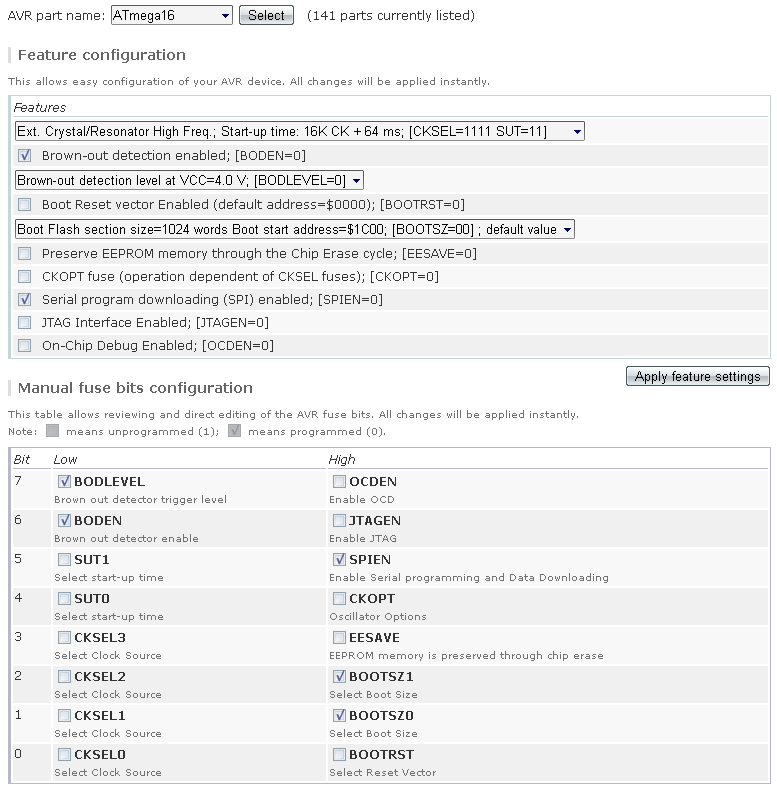 AVR part name: ATmega16 Select (141 parts currently listed)
Feature configuration
This allows easy configuration of your AVR device. All changes will be applied instantly.
Features
Ext. Crystal/Resonator High Freq.; Start-up time: 16K CK + 64 ms; [CKSEL=1111 SUT=11]
Brown-out detection enabled; [BODEN=0]
Brown-out detection level at VCC=4.0 V; [BODLEVEL=0]
Boot Reset vector Enabled (default address=$0000); [BOOTRST=0]
Boot Flash section size=1024 words Boot start address=$1C00; [BOOTSZ=00] ; default value
Preserve EEPROM memory through the Chip Erase cycle; [EESAVE=0]
CKOPT fuse (operation dependent of CKSEL fuses); [CKOPT=0]
Serial program downloading (SPI) enabled; [SPIEN=0]
JTAG Interface Enabled; [JTAGEN=0]
On-Chip Debug Enabled; [OCDEN=0]
Apply feature settings
Manual fuse bits configuration
This table allows reviewing and direct editing of the AVR fuse bits. All changes will be applied instantly.
Note: means unprogrammed (1); means programmed (0).
Bit Low High
7 BODLEVEL OCDEN
Brown out detector trigger level Enable OCD
6 BODEN JTAGEN
Brown out detector enable Enable JTAG
5 SUT1 SPIEN
Select start-up time Enable Serial programming and Data Downloading
4 SUT0 CKOPT
Select start-up time Oscillator Options
3 CKSEL3 EESAVE
Select Clock Source EEPROM memory is preserved through chip erase
2 CKSEL2 BOOTSZ1
Select Clock Source Select Boot Size
1 CKSEL1 BOOTSZ0
Select Clock Source Select Boot Size
0 CKSEL0 BOOTRST
Select Clock Source Select Reset Vector